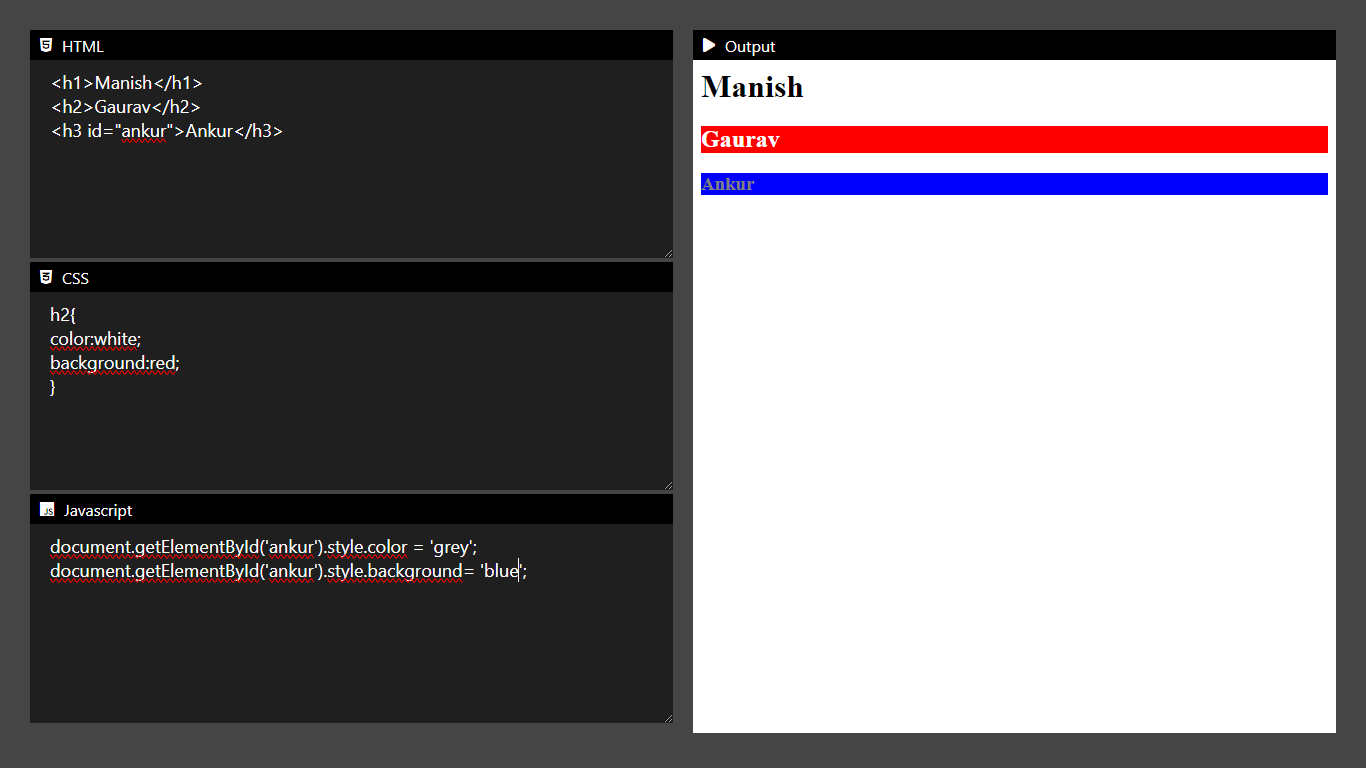 HTML
<h1>Manish</h1>
<h2>Gaurav</h2>
<h3 id="ankur">Ankur</h3>
CSS
h2{
color:white;
background:red;
}
JS Javascript
document.getElementById('ankur').style.color = 'grey';
document.getElementById('ankur').style.background= 'blue';
Output
Manish
Gaurav
Ankur